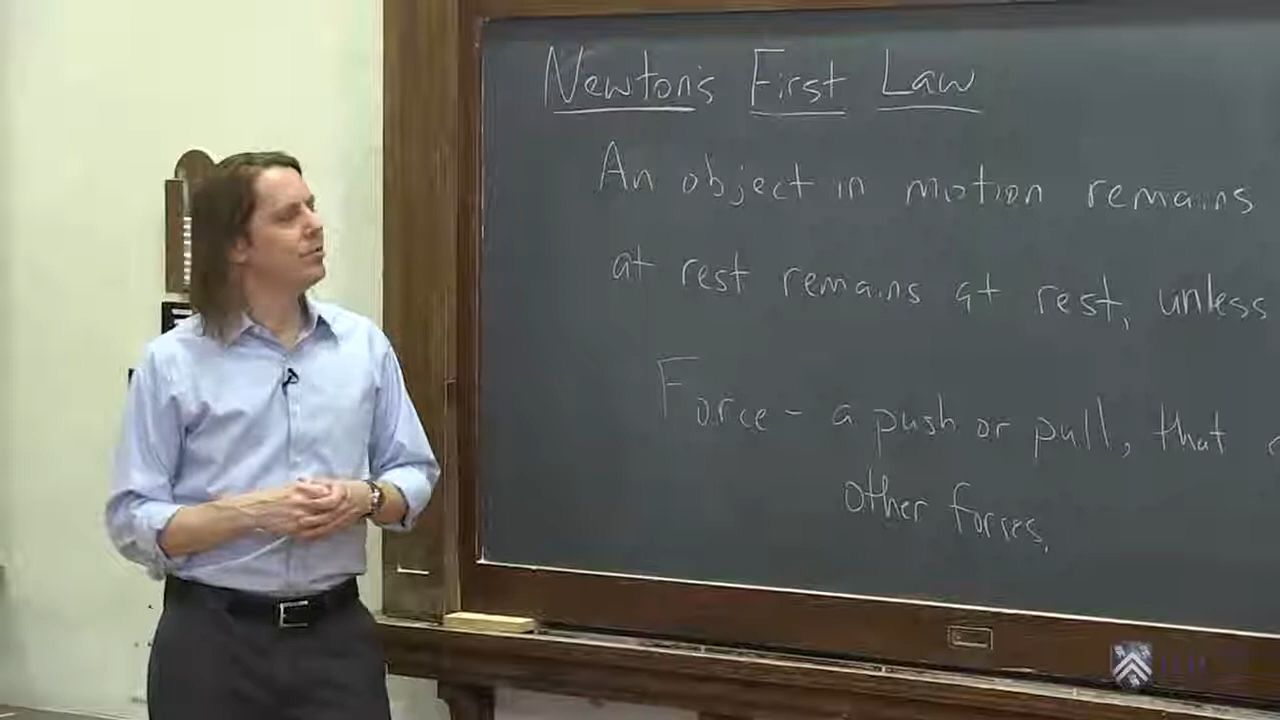 Newton's First Law
An object in motion remains
at rest remains at rest, unless
Force - a push or pull, that
other forces.